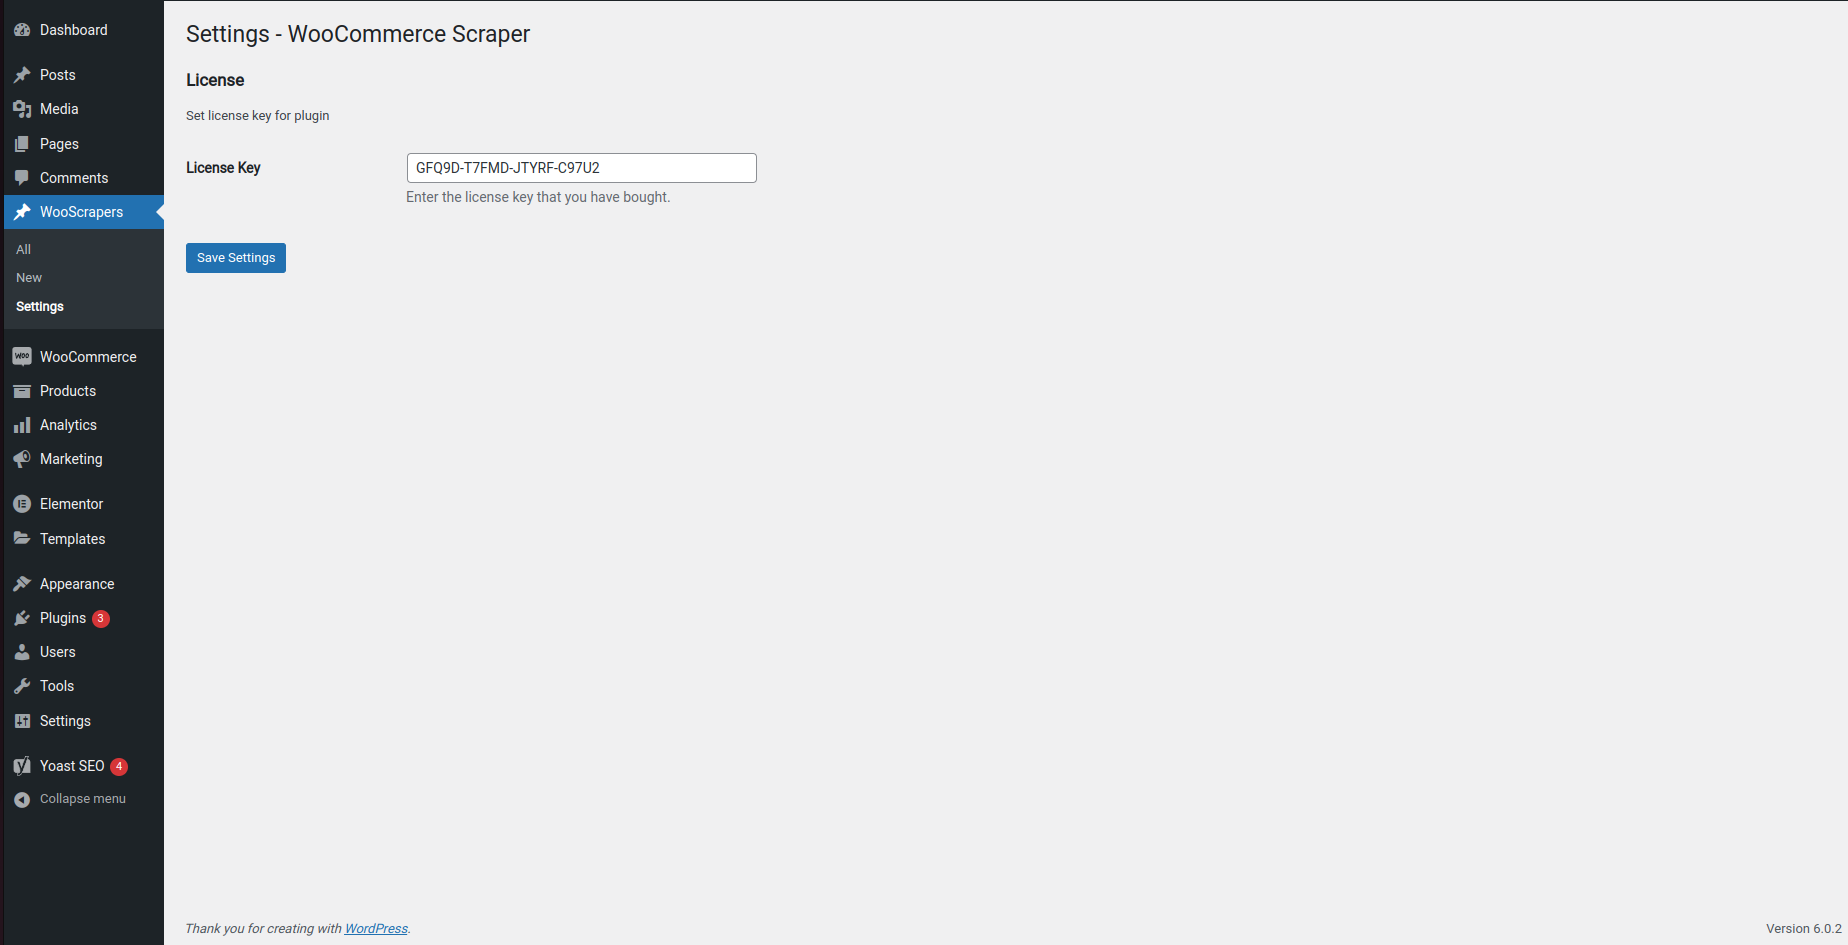 Dashboard
Posts
Media
Pages
Comments
WooScrapers
All
New
Settings
WooCommerce
Products
Analytics
Marketing
Elementor
Templates
Appearance
Plugins 3
Users
Tools
Settings
Yoast SEO 4
Collapse menu
Settings - WooCommerce Scraper
License
Set license key for plugin
License Key GFQ9D-T7FMD-JTYRF-C97U2
Enter the license key that you have bought.
Save Settings
Thank you for creating with WordPress.
Version 6.0.2